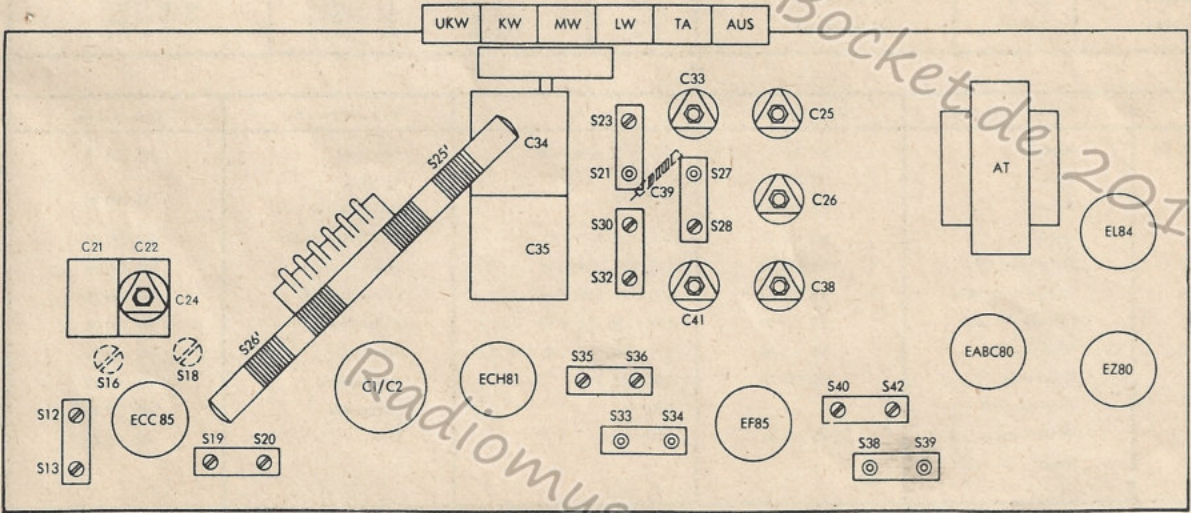 UKW KW MW LW TA AUS
C33
C25
S23
C34
S25'
S21
S27
C39
AT
C26
EL84
S30
S28
C35
C21 C22
S32
C38
C24
C41
S26'
EABC80
S16
S18
C1/C2
ECH81
S35 S36
EZ80
S12
ECC 85
S40 S42
S33 S34
EF85
S19 S20
S13
S38 S39
Bocket.de 201
Radiomus